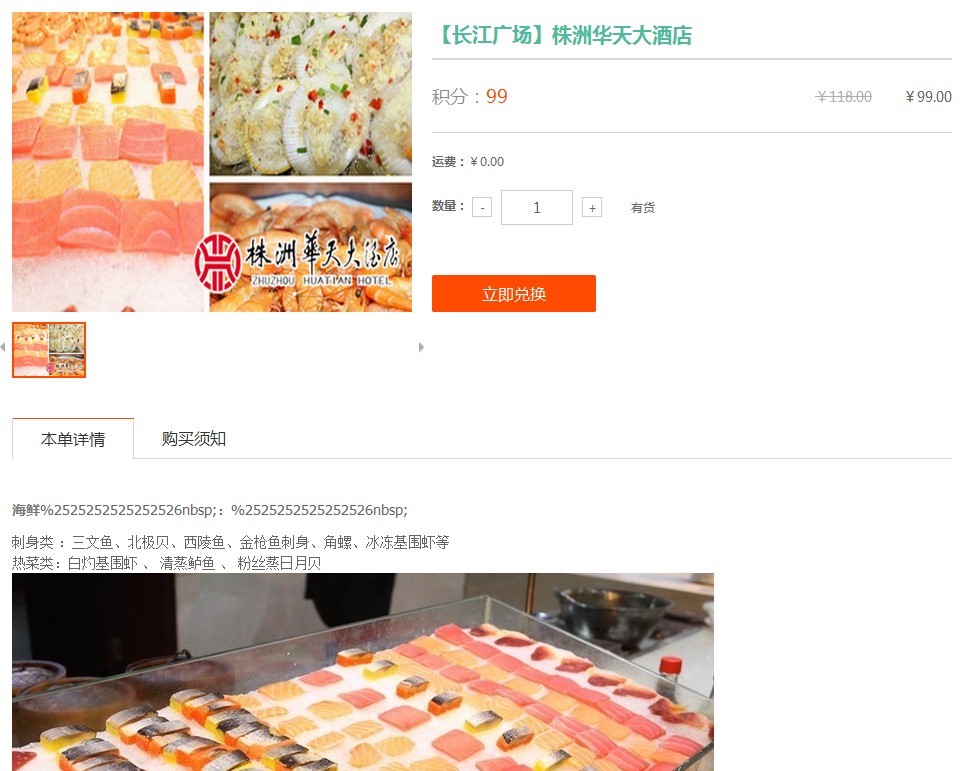 【长江广场】株洲华天大酒店
积分：99 ￥118.00 ￥99.00
运费：￥0.00
数量： - 1 + 有货
立即兑换
株洲華天大酒店
ZHUZHOU HUATIAN HOTEL
本单详情 购买须知
海鲜%2525252525252526nbsp;：%2525252525252526nbsp;
刺身类 ：三文鱼、北极贝、西陵鱼、金枪鱼刺身、角螺、冰冻基围虾等
热菜类：白灼基围虾 、 清蒸鲈鱼 、 粉丝蒸日月贝